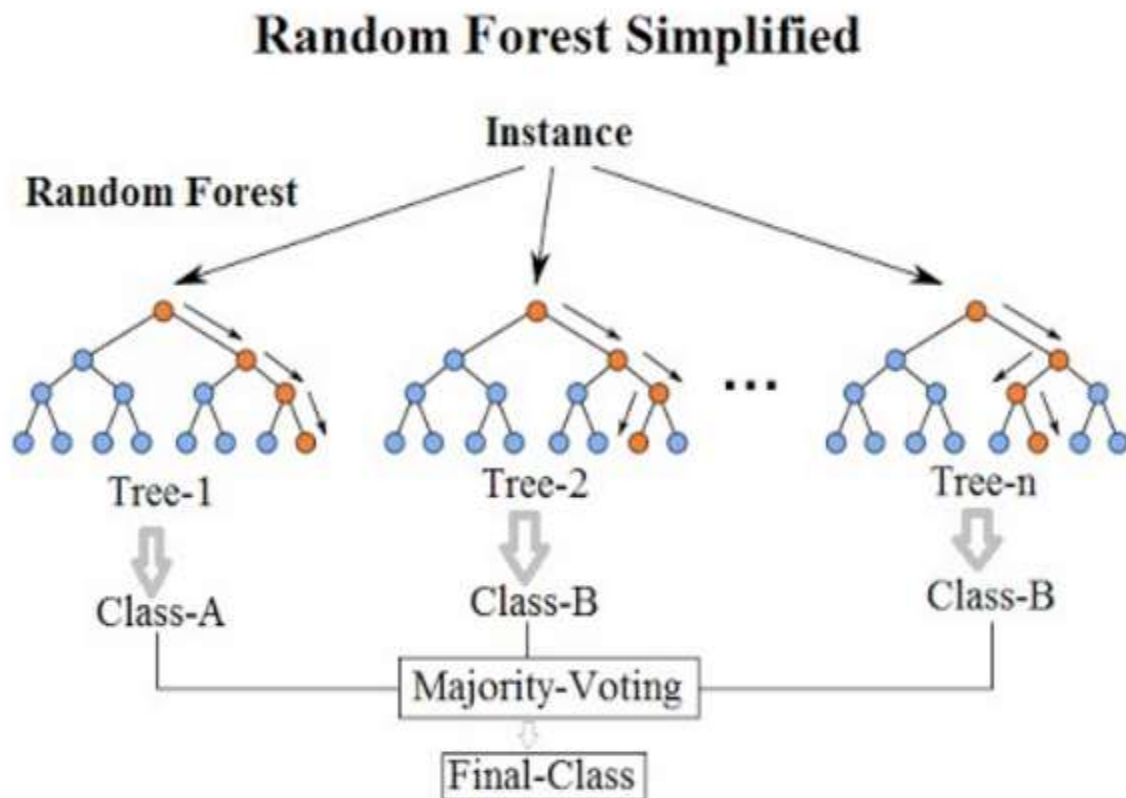 Random Forest Simplified
Instance
Random Forest
...
Tree-1
Tree-2
Tree-n
Class-A
Class-B
Class-B
Majority-Voting
Final-Class